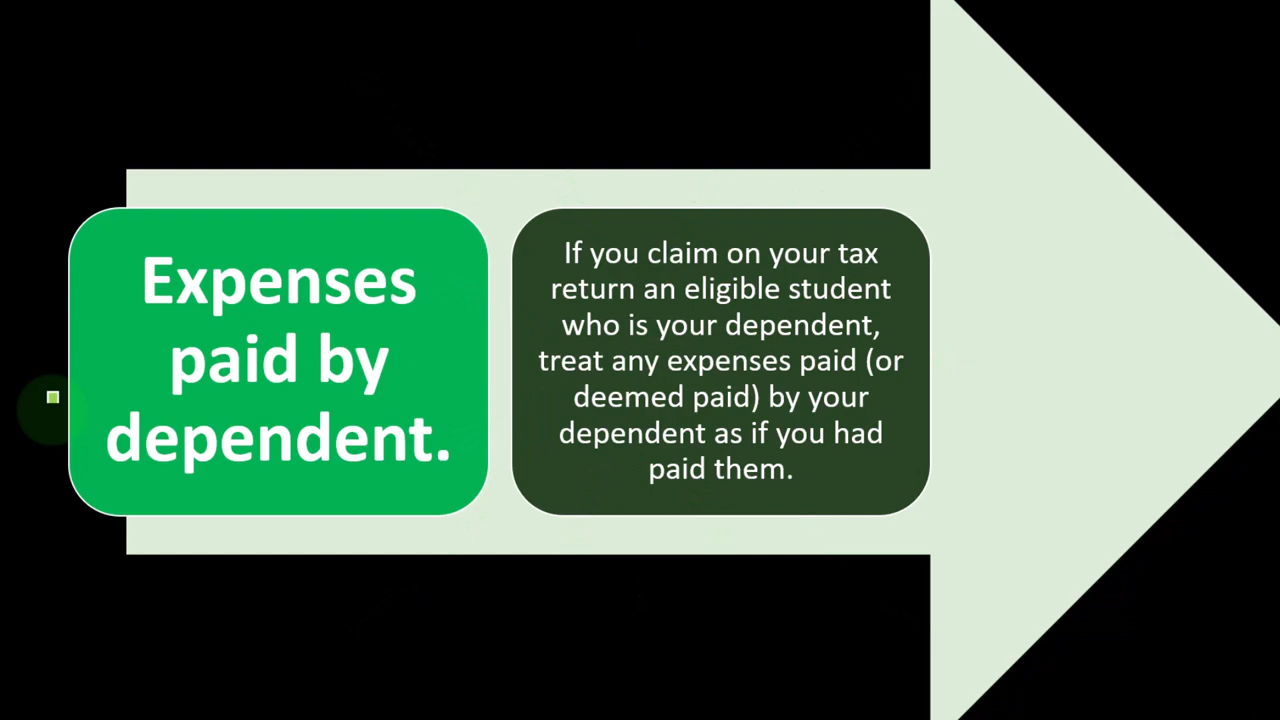 Expenses
paid by
dependent.
If you claim on your tax
return an eligible student
who is your dependent,
treat any expenses paid (or
deemed paid) by your
dependent as if you had
paid them.